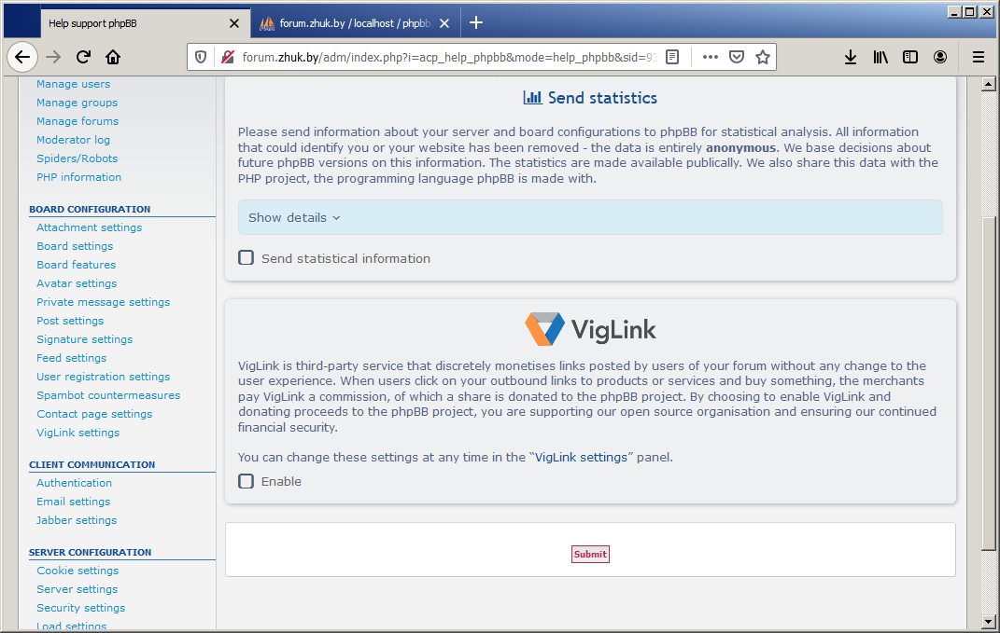 Help support phpBB
forum.zhuk.by / localhost / phpbb
forum.zhuk.by/adm/index.php?i=acp_help_phpbb&mode=help_phpbb&sid=93
Manage users
Manage groups
Manage forums
Moderator log
Spiders/Robots
PHP information
BOARD CONFIGURATION
Attachment settings
Board settings
Board features
Avatar settings
Private message settings
Post settings
Signature settings
Feed settings
User registration settings
Spambot countermeasures
Contact page settings
VigLink settings
CLIENT COMMUNICATION
Authentication
Email settings
Jabber settings
SERVER CONFIGURATION
Cookie settings
Server settings
Security settings
Load settings
Send statistics
Please send information about your server and board configurations to phpBB for statistical analysis. All information
that could identify you or your website has been removed - the data is entirely anonymous. We base decisions about
future phpBB versions on this information. The statistics are made available publically. We also share this data with the
PHP project, the programming language phpBB is made with.
Show details
Send statistical information
VigLink
VigLink is third-party service that discretely monetises links posted by users of your forum without any change to the
user experience. When users click on your outbound links to products or services and buy something, the merchants
pay VigLink a commission, of which a share is donated to the phpBB project. By choosing to enable VigLink and
donating proceeds to the phpBB project, you are supporting our open source organisation and ensuring our continued
financial security.
You can change these settings at any time in the “VigLink settings” panel.
Enable
Submit